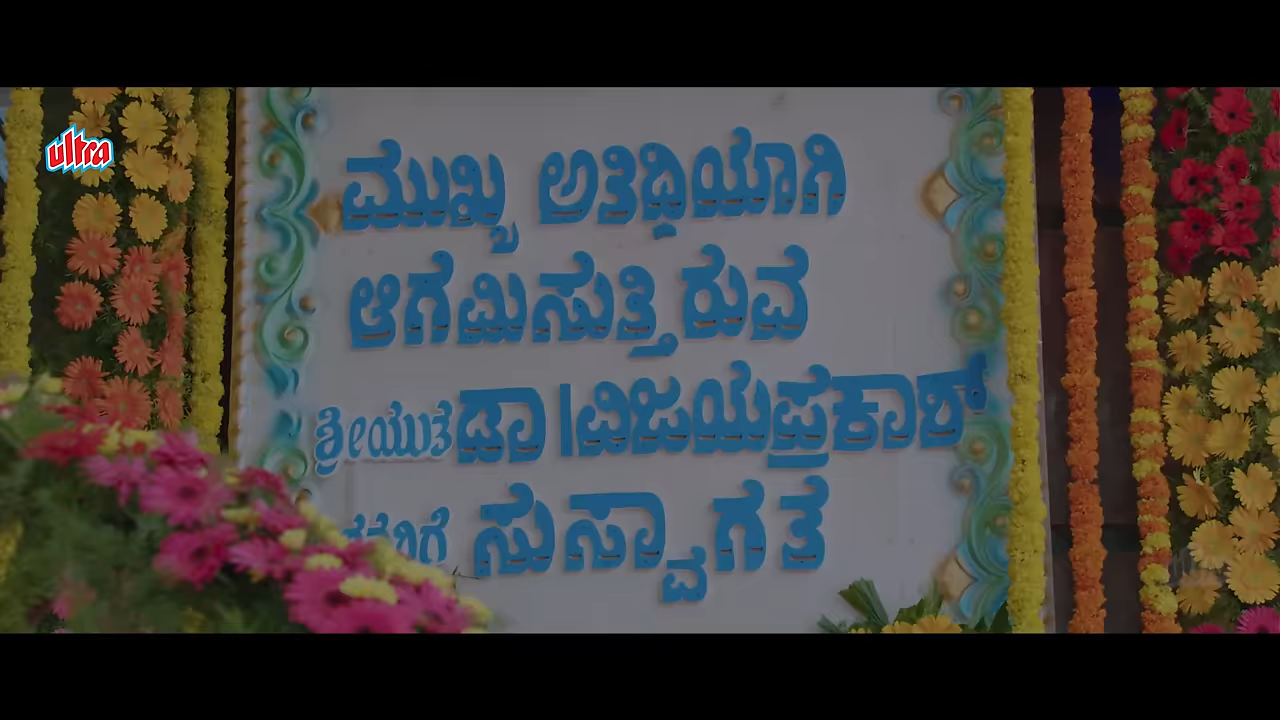 ultra
ಮುಖ್ಯ ಅತಿಥಿಯಾಗಿ
ಆಗಮಿಸುತ್ತಿರುವ
ಶ್ರೀಯುತ ಡಾ|ವಿಜಯಪ್ರಕಾಶ್
ಸುಸ್ವಾಗತ